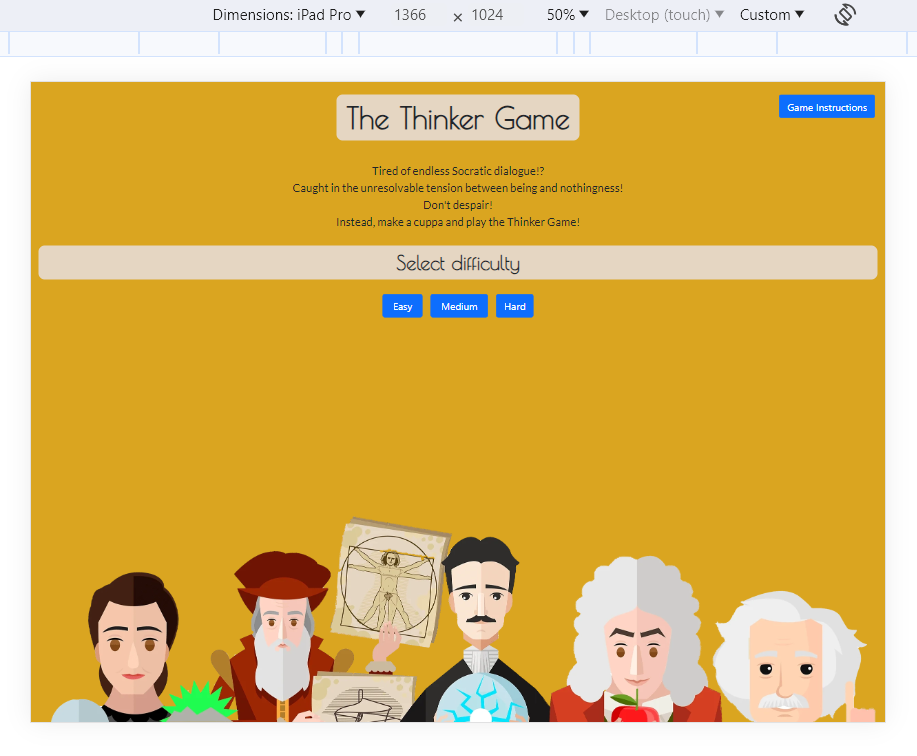 Dimensions: iPad Pro ▼ 1366 × 1024 50% ▼ Desktop (touch) ▼ Custom ▼
The Thinker Game
Game Instructions
Tired of endless Socratic dialogue!?
Caught in the unresolvable tension between being and nothingness!
Don't despair!
Instead, make a cuppa and play the Thinker Game!
Select difficulty
Easy Medium Hard